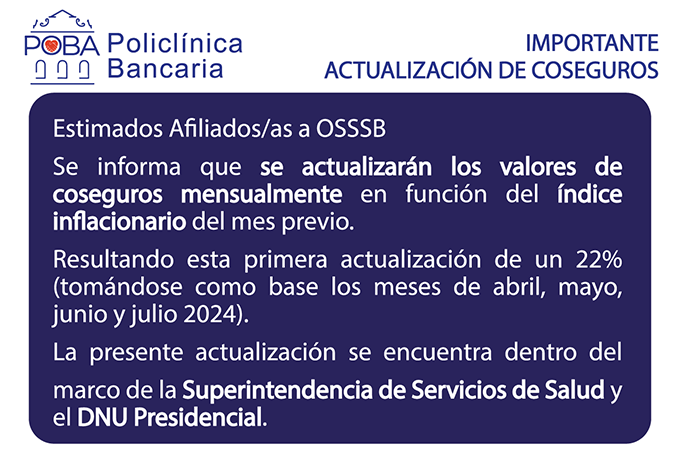 POBA Policlínica
Bancaria
IMPORTANTE
ACTUALIZACIÓN DE COSEGUROS
Estimados Afiliados/as a OSSSB
Se informa que se actualizarán los valores de
coseguros mensualmente en función del índice
inflacionario del mes previo.
Resultando esta primera actualización de un 22%
(tomándose como base los meses de abril, mayo,
junio y julio 2024).
La presente actualización se encuentra dentro del
marco de la Superintendencia de Servicios de Salud y
el DNU Presidencial.